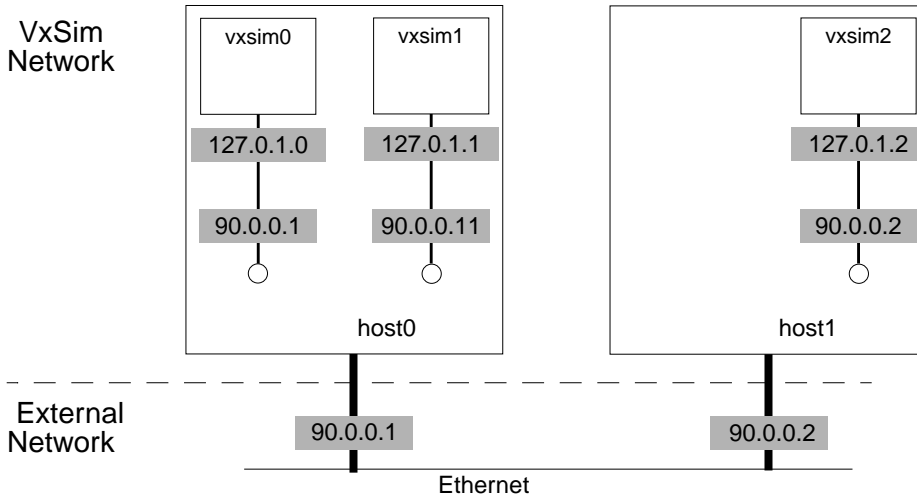 VxSim
Network
vxsim0
vxsim1
vxsim2
127.0.1.0
127.0.1.1
127.0.1.2
90.0.0.1
90.0.0.11
90.0.0.2
host0
host1
External
Network
90.0.0.1
90.0.0.2
Ethernet